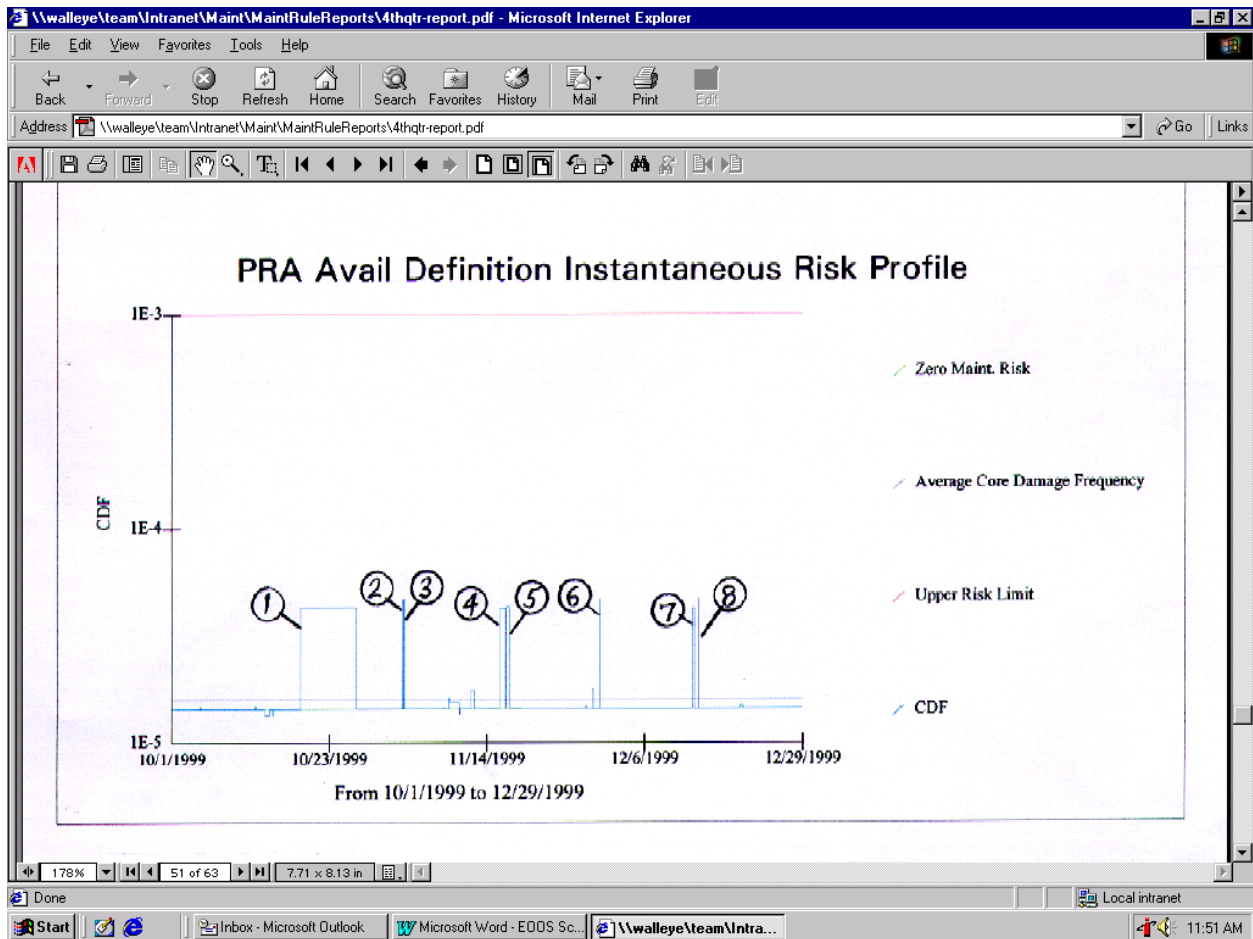 \\walleye\team\Intranet\Maint\MaintRuleReports\4thqtr-report.pdf - Microsoft Internet Explorer
File Edit View Favorites Tools Help
Back Forward Stop Refresh Home Search Favorites History Mail Print Edit
Address \\walleye\team\Intranet\Maint\MaintRuleReports\4thqtr-report.pdf Go Links
PRA Avail Definition Instantaneous Risk Profile
1E-3
Zero Maint. Risk
Average Core Damage Frequency
CDF
1E-4
1 2 3 4 5 6 7 8
Upper Risk Limit
CDF
1E-5
10/1/1999 10/23/1999 11/14/1999 12/6/1999 12/29/1999
From 10/1/1999 to 12/29/1999
178% 51 of 63 7.71 x 8.13 in
Done Local intranet
Start Inbox - Microsoft Outlook Microsoft Word - EOOS Sc... \\walleye\team\Intra... 11:51 AM